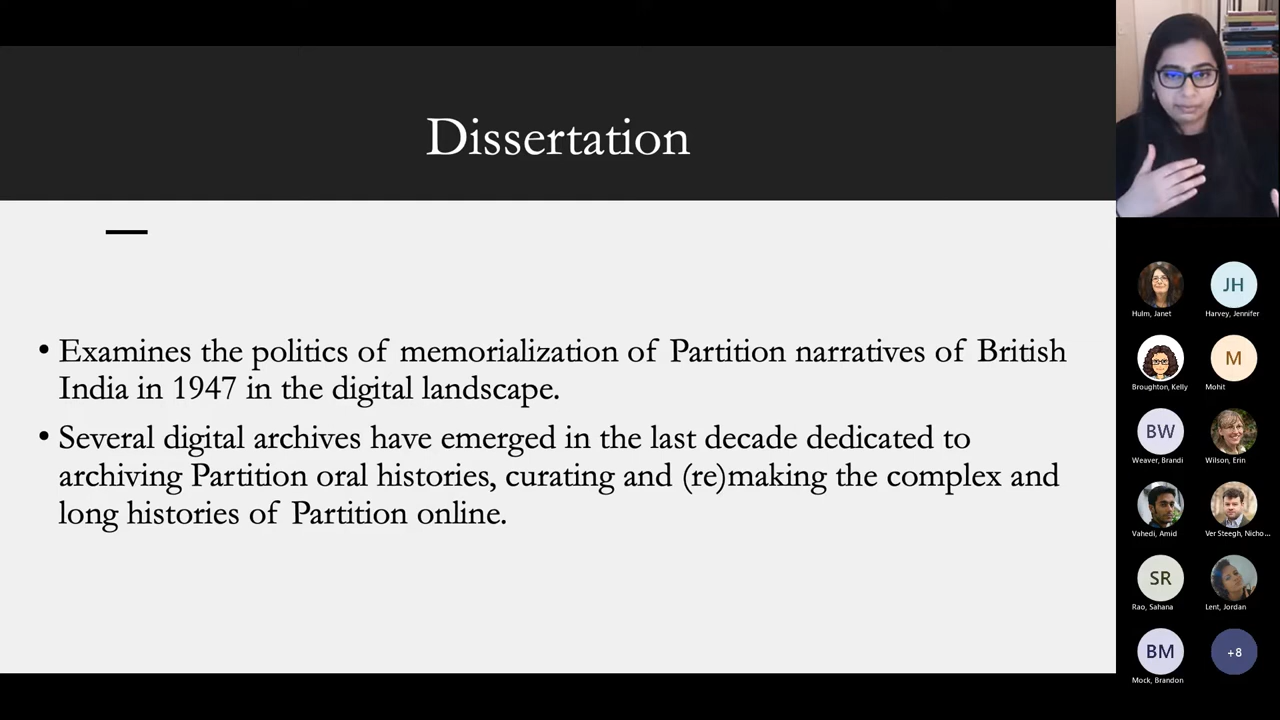 Dissertation
• Examines the politics of memorialization of Partition narratives of British
India in 1947 in the digital landscape.
• Several digital archives have emerged in the last decade dedicated to
archiving Partition oral histories, curating and (re)making the complex and
long histories of Partition online.
JH
Hulm, Janet
Harvey, Jennifer
M
Broughton, Kelly
Mohit
BW
Weaver, Brandi
Wilson, Erin
Vahedi, Amid
Ver Steegh, Nicho...
SR
Rao, Sahana
Lent, Jordan
BM
+8
Mock, Brandon